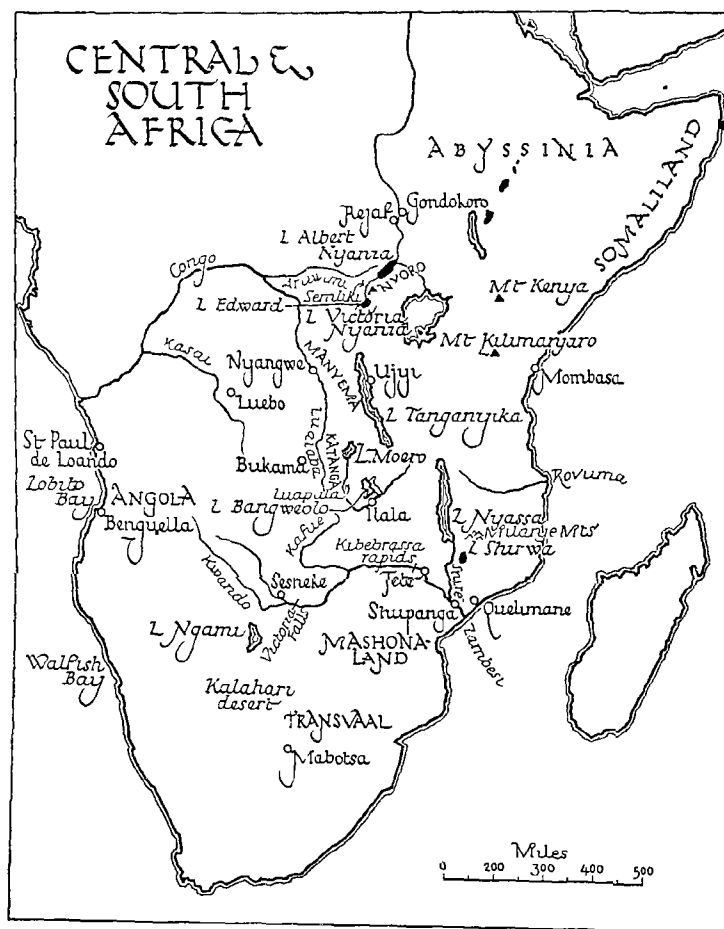 CENTRAL &
SOUTH
AFRICA
ABYSSINIA
SOMALILAND
Rejaf
Gondokoro
L Albert
Nyanza
NYORO
Congo
Aruwimi
Semliki
L Edward
L Victoria
Nyanza
Mt Kenya
Mt Kilimanjaro
Kasai
Nyangwe
MANYEMA
Ujiji
Mombasa
Luebo
L Tanganyika
St Paul
de Loando
Bukama
Lualaba
KATANGA
L. Moero
Rovuma
Lobito
Bay
ANGOLA
Benguella
Luapula
L Bangweolo
Ilala
L Nyassa
Milanje Mts
L Shirwa
Kafue
Kebebrassa
rapids
Kwando
Sesheke
Tete
Shire
Shupanga
Quelimane
Victoria
Falls
L Ngami
MASHONA-
LAND
Zambesi
Walfish
Bay
Kalahari
desert
TRANSVAAL
Mabotsa
Miles
0 200 300 400 500